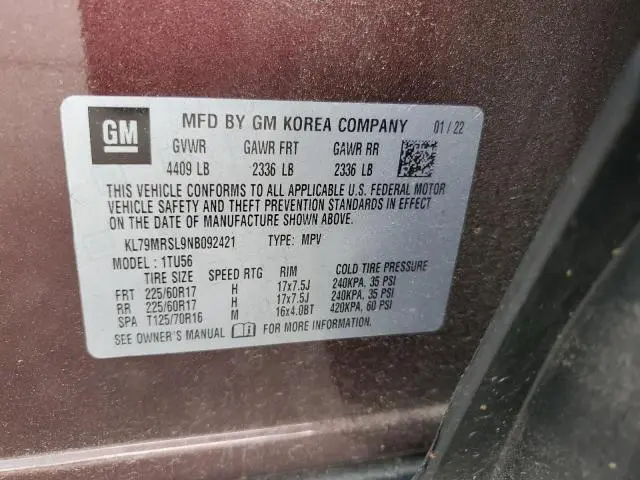 GM
MFD BY GM KOREA COMPANY 01/22
GVWR GAWR FRT GAWR RR
4409 LB 2336 LB 2336 LB
THIS VEHICLE CONFORMS TO ALL APPLICABLE U.S. FEDERAL MOTOR
VEHICLE SAFETY AND THEFT PREVENTION STANDARDS IN EFFECT
ON THE DATE OF MANUFACTURE SHOWN ABOVE.
KL79MRSL9NB092421 TYPE: MPV
MODEL: 1TU56
TIRE SIZE SPEED RTG RIM COLD TIRE PRESSURE
FRT 225/60R17 H 17x7.5J 240KPA, 35 PSI
RR 225/60R17 H 17x7.5J 240KPA, 35 PSI
SPA T125/70R16 M 16x4.0BT 420KPA, 60 PSI
SEE OWNER'S MANUAL i FOR MORE INFORMATION